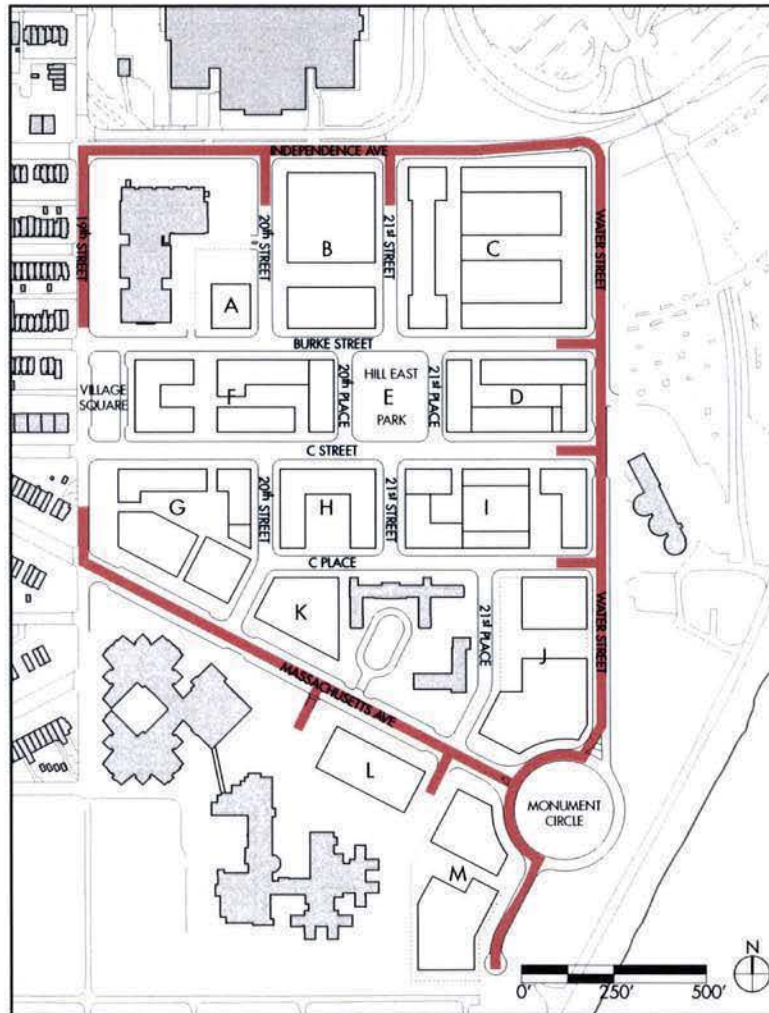 INDEPENDENCE AVE
19th STREET
20th STREET
21st STREET
WATER STREET
A
B
C
BURKE STREET
VILLAGE
SQUARE
F
20th PLACE
HILL EAST
E
PARK
21st PLACE
D
C STREET
G
20th STREET
H
21st STREET
I
C PLACE
K
21st PLACE
J
WATER STREET
MASSACHUSETTS AVE
L
MONUMENT
CIRCLE
M
N
0' 250' 500'